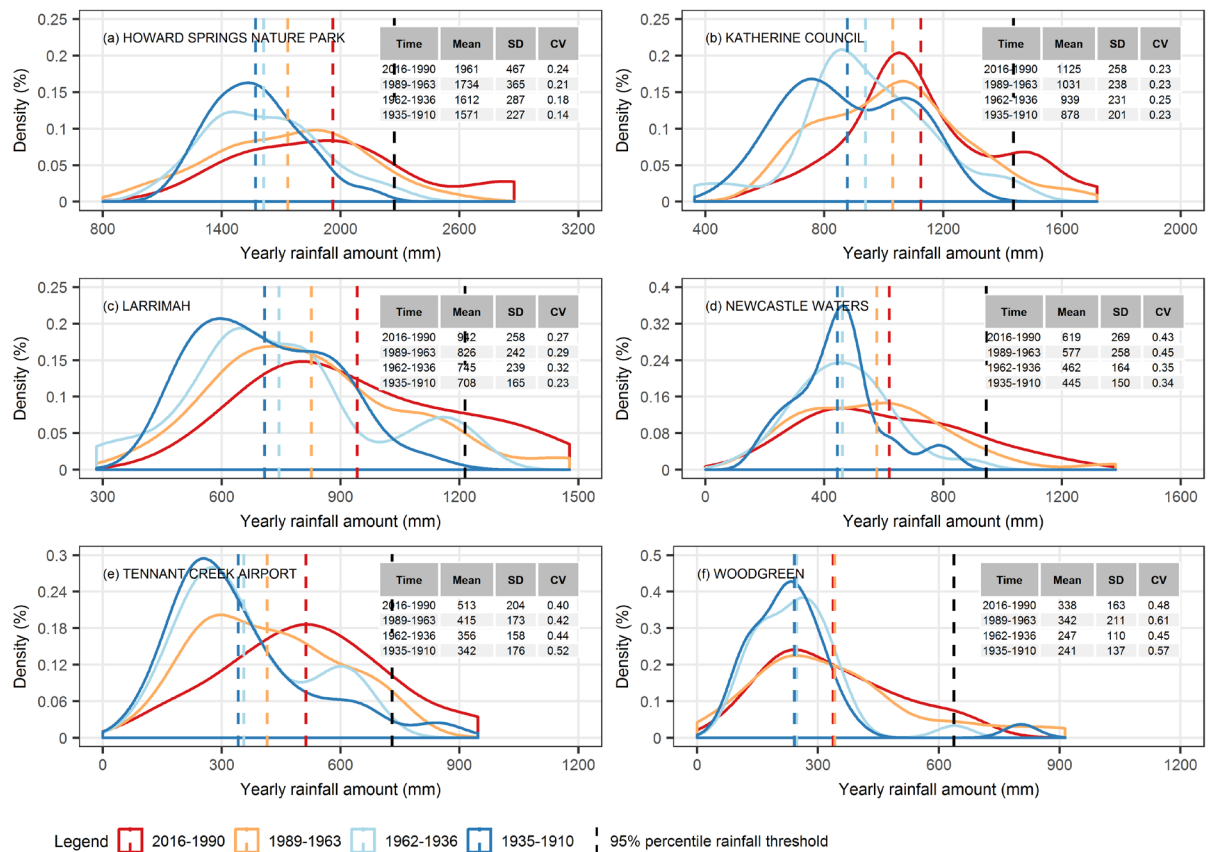 (a) HOWARD SPRINGS NATURE PARK
Time Mean SD CV
2016-1990 1961 467 0.24
1989-1963 1734 365 0.21
1962-1936 1612 287 0.18
1935-1910 1571 227 0.14
Density (%)
0.25
0.2
0.15
0.1
0.05
0
800 1400 2000 2600 3200
Yearly rainfall amount (mm)
(b) KATHERINE COUNCIL
Time Mean SD CV
2016-1990 1125 258 0.23
1989-1963 1031 238 0.23
1962-1936 939 231 0.25
1935-1910 878 201 0.23
Density (%)
0.25
0.2
0.15
0.1
0.05
0
400 800 1200 1600 2000
Yearly rainfall amount (mm)
(c) LARRIMAH
Time Mean SD CV
2016-1990 942 258 0.27
1989-1963 826 242 0.29
1962-1936 745 239 0.32
1935-1910 708 165 0.23
Density (%)
0.25
0.2
0.15
0.1
0.05
0
300 600 900 1200 1500
Yearly rainfall amount (mm)
(d) NEWCASTLE WATERS
Time Mean SD CV
2016-1990 619 269 0.43
1989-1963 577 258 0.45
1962-1936 462 164 0.35
1935-1910 445 150 0.34
Density (%)
0.4
0.32
0.24
0.16
0.08
0
0 400 800 1200 1600
Yearly rainfall amount (mm)
(e) TENNANT CREEK AIRPORT
Time Mean SD CV
2016-1990 513 204 0.40
1989-1963 415 173 0.42
1962-1936 356 158 0.44
1935-1910 342 176 0.52
Density (%)
0.3
0.24
0.18
0.12
0.06
0
0 300 600 900 1200
Yearly rainfall amount (mm)
(f) WOODGREEN
Time Mean SD CV
2016-1990 338 163 0.48
1989-1963 342 211 0.61
1962-1936 247 110 0.45
1935-1910 241 137 0.57
Density (%)
0.5
0.4
0.3
0.2
0.1
0
0 300 600 900 1200
Yearly rainfall amount (mm)
Legend 2016-1990 1989-1963 1962-1936 1935-1910 95% percentile rainfall threshold